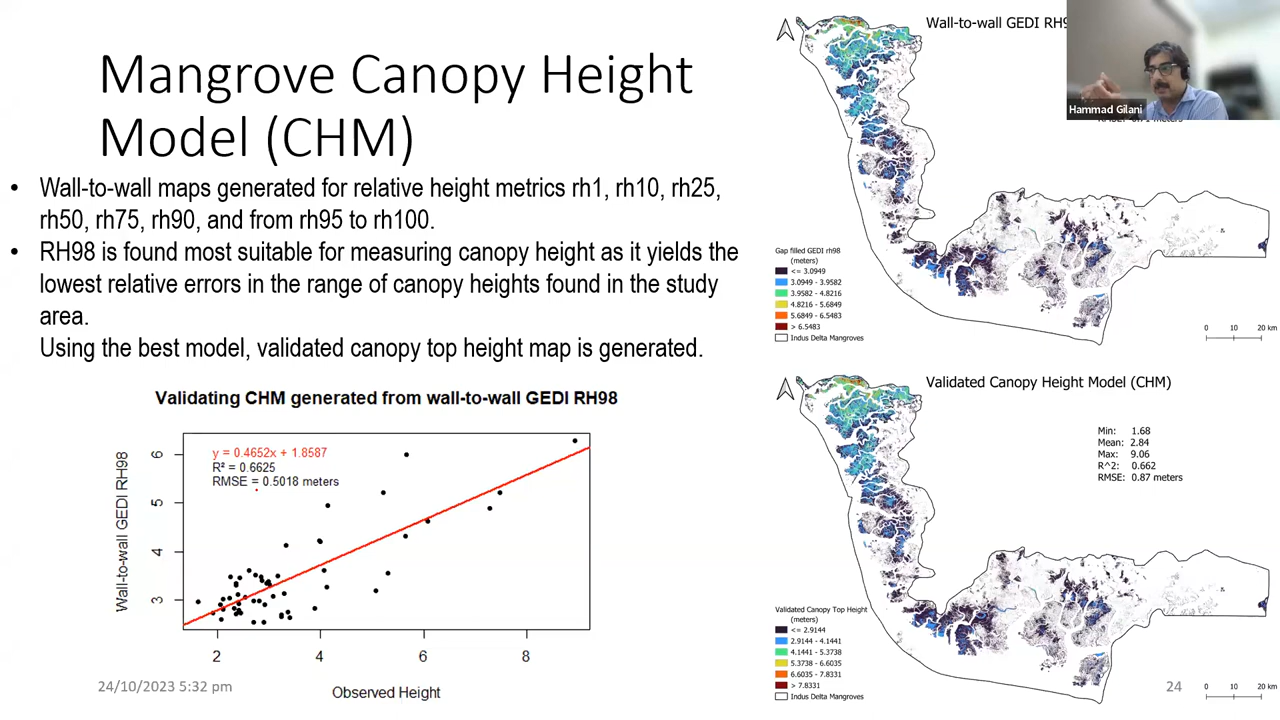 Mangrove Canopy Height
Model (CHM)
• Wall-to-wall maps generated for relative height metrics rh1, rh10, rh25,
rh50, rh75, rh90, and from rh95 to rh100.
• RH98 is found most suitable for measuring canopy height as it yields the
lowest relative errors in the range of canopy heights found in the study
area.
Using the best model, validated canopy top height map is generated.
Validating CHM generated from wall-to-wall GEDI RH98
y = 0.4652x + 1.8587
R² = 0.6625
RMSE = 0.5018 meters
Wall-to-wall GEDI RH98
6
5
4
3
2
4
6
8
Observed Height
24/10/2023 5:32 pm
Wall-to-wall GEDI
Hammad Gilani
Gap filled GEDI rh98
(meters)
<= 3.0949
3.0949 - 3.9582
3.9582 - 4.8216
4.8216 - 5.6849
5.6849 - 6.5483
> 6.5483
Indus Delta Mangroves
0 10 20 km
Validated Canopy Height Model (CHM)
Min: 1.68
Mean: 2.84
Max: 9.06
R^2: 0.662
RMSE: 0.87 meters
Validated Canopy Top Height
(meters)
<= 2.9144
2.9144 - 4.1441
4.1441 - 5.3738
5.3738 - 6.6035
6.6035 - 7.8331
> 7.8331
Indus Delta Mangroves
24
0 10 20 km